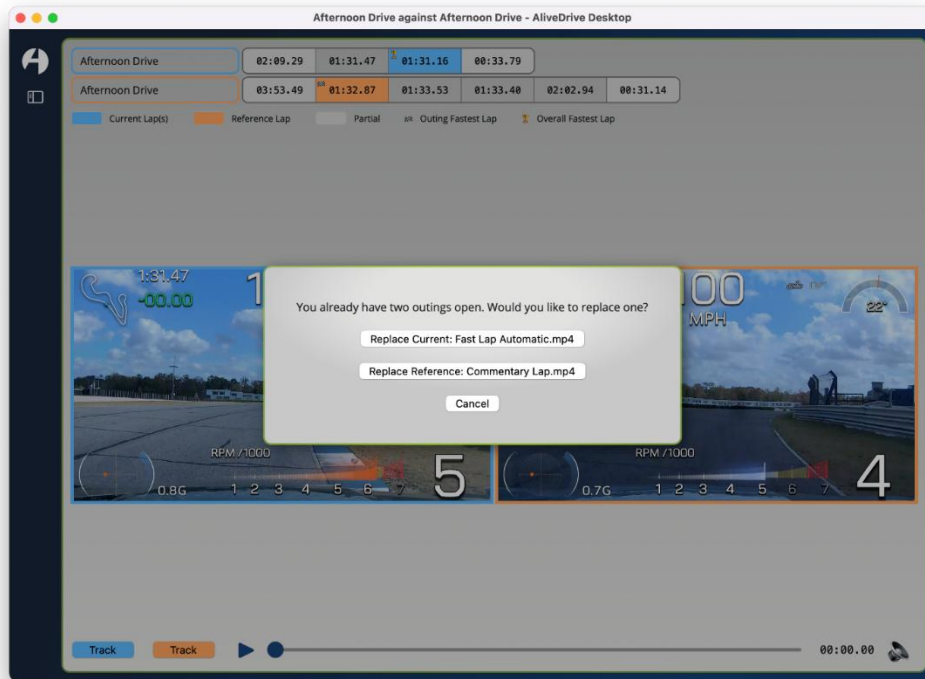 Afternoon Drive against Afternoon Drive - AliveDrive Desktop
Afternoon Drive 02:09.29 01:31.47 01:31.16 00:33.79
Afternoon Drive 03:53.49 01:32.87 01:33.53 01:33.40 02:02.94 00:31.14
Current Lap(s) Reference Lap Partial Outing Fastest Lap Overall Fastest Lap
1:31.47
-00.00
22°
MPH
You already have two outings open. Would you like to replace one?
Replace Current: Fast Lap Automatic.mp4
Replace Reference: Commentary Lap.mp4
Cancel
RPM /1000 RPM /1000
0.8G 1 2 3 4 5 6 7 5 0.7G 1 2 3 4 5 6 7 4
Track Track 00:00.00